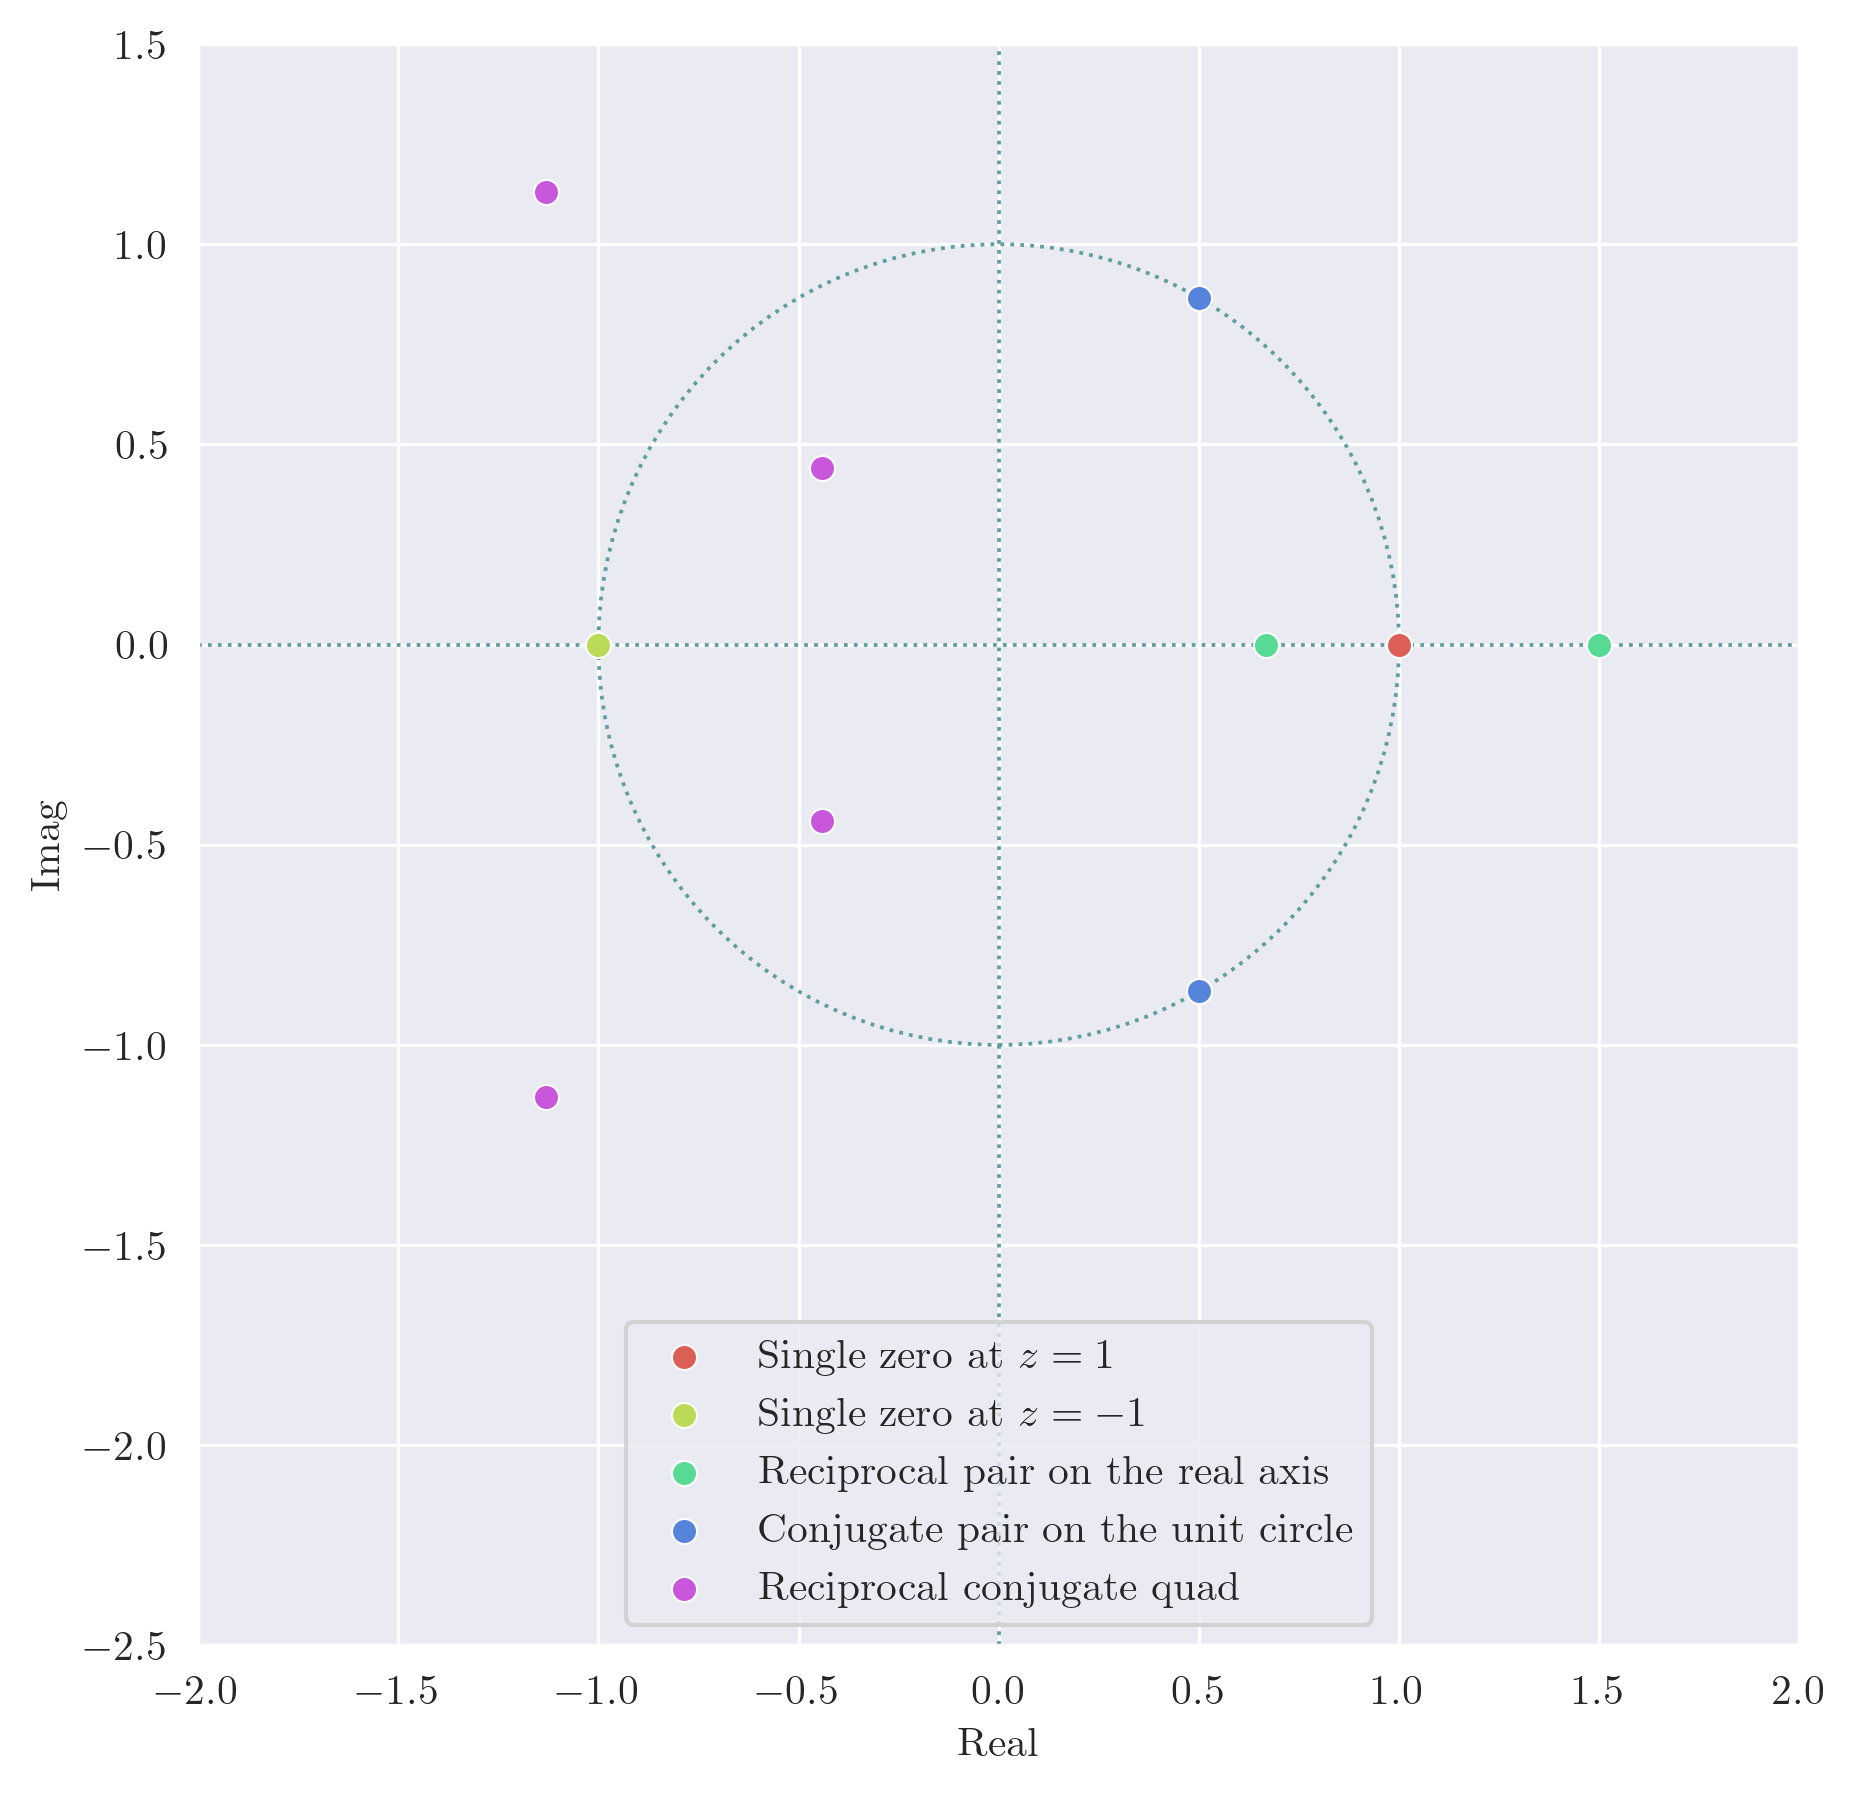 1.5
1.0
0.5
0.0
−0.5
−1.0
−1.5
−2.0
−2.5
Imag
Single zero at z = 1
Single zero at z = −1
Reciprocal pair on the real axis
Conjugate pair on the unit circle
Reciprocal conjugate quad
−2.0 −1.5 −1.0 −0.5 0.0 0.5 1.0 1.5 2.0
Real